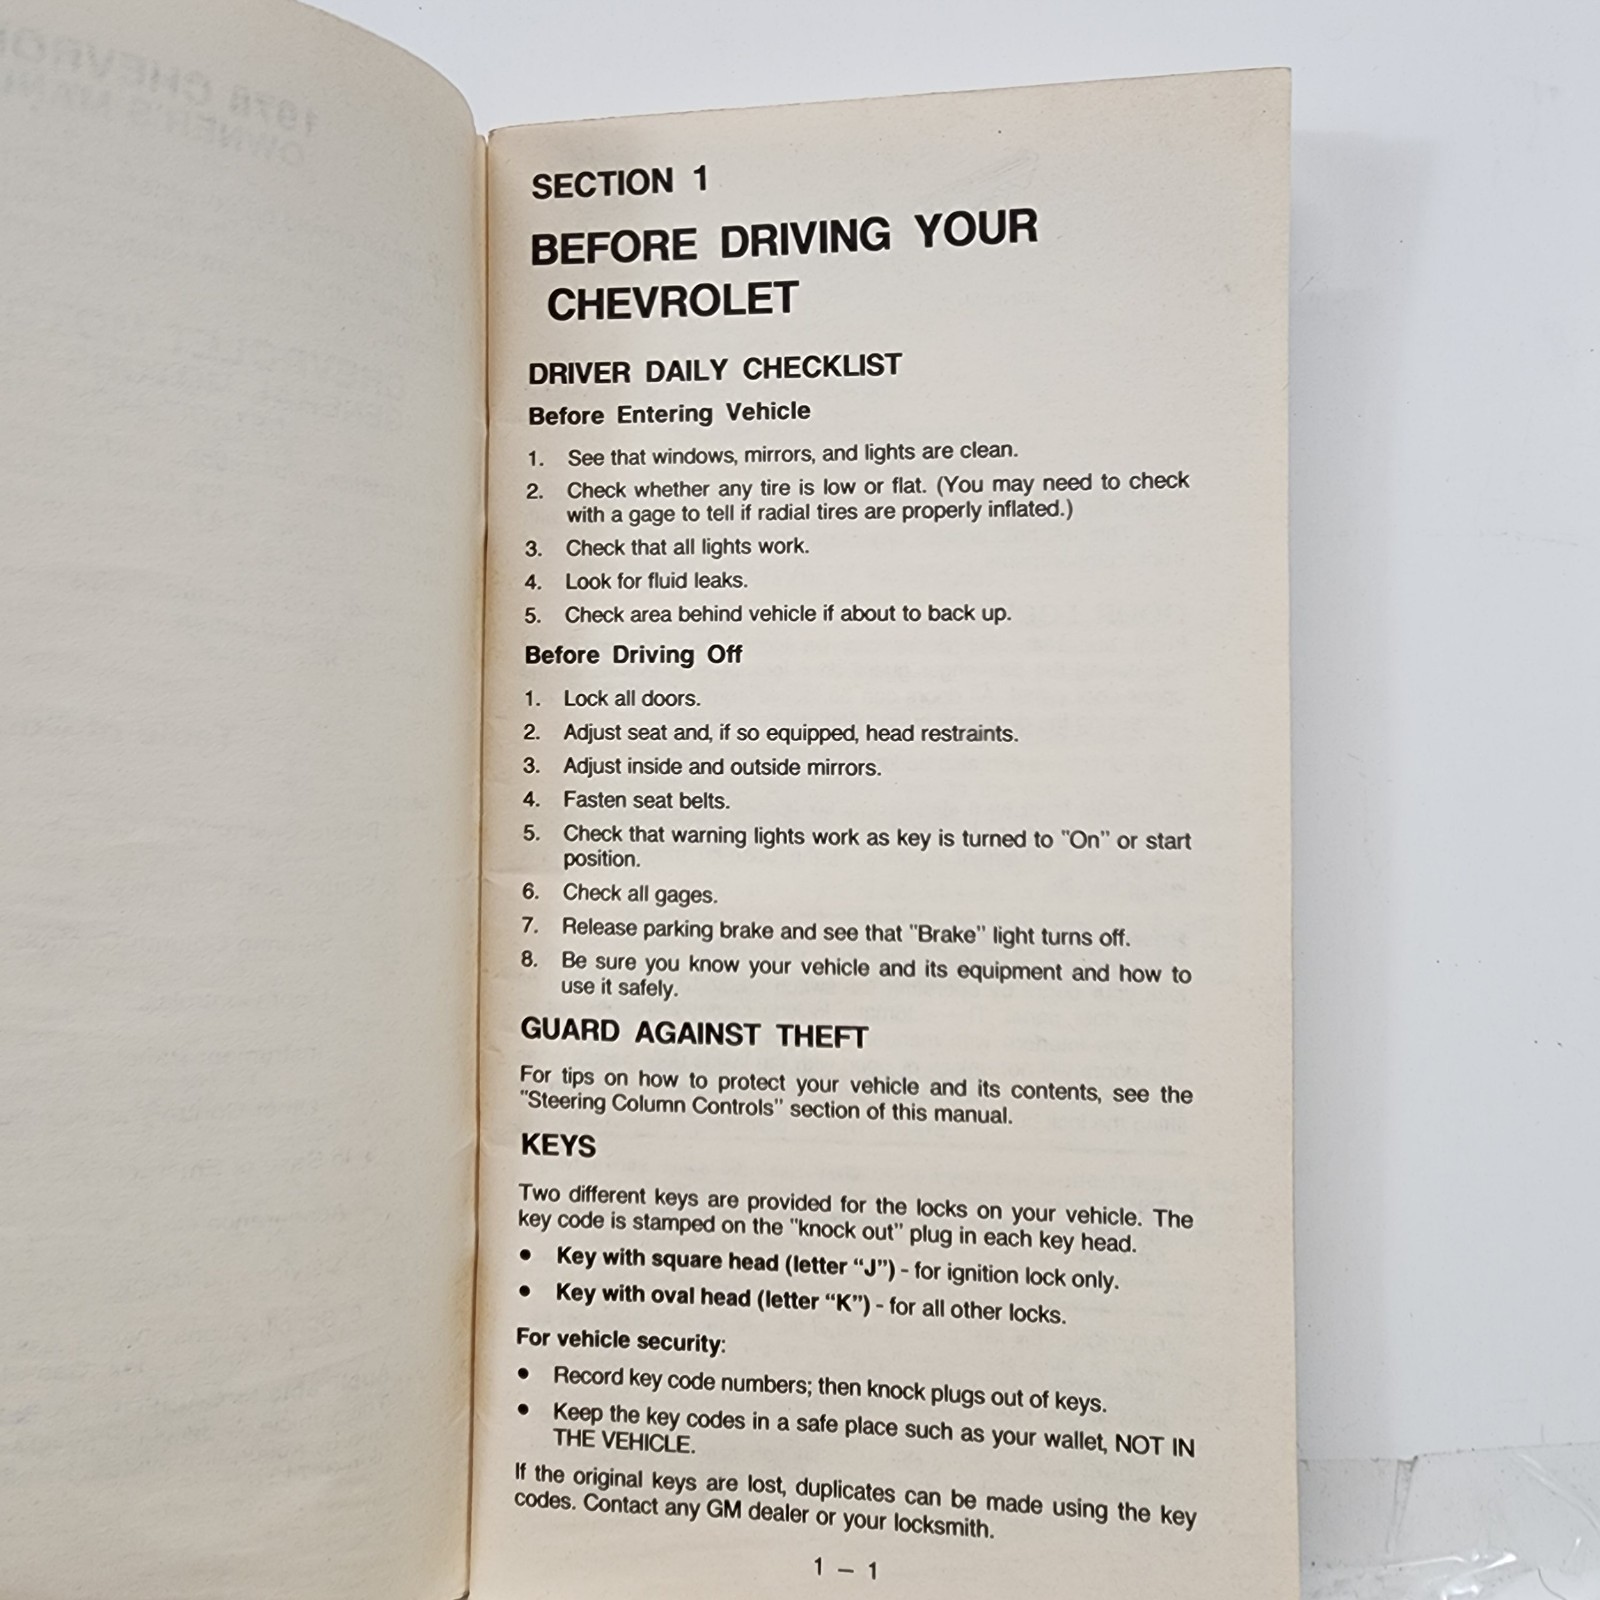 SECTION 1
BEFORE DRIVING YOUR
CHEVROLET
DRIVER DAILY CHECKLIST
Before Entering Vehicle
1. See that windows, mirrors, and lights are clean.
2. Check whether any tire is low or flat. (You may need to check
with a gage to tell if radial tires are properly inflated.)
3. Check that all lights work.
4. Look for fluid leaks.
5. Check area behind vehicle if about to back up.
Before Driving Off
1. Lock all doors.
2. Adjust seat and, if so equipped, head restraints.
3. Adjust inside and outside mirrors.
4. Fasten seat belts.
5. Check that warning lights work as key is turned to "On" or start
position.
6. Check all gages.
7. Release parking brake and see that "Brake" light turns off.
8. Be sure you know your vehicle and its equipment and how to
use it safely.
GUARD AGAINST THEFT
For tips on how to protect your vehicle and its contents, see the
"Steering Column Controls" section of this manual.
KEYS
Two different keys are provided for the locks on your vehicle. The
key code is stamped on the "knock out" plug in each key head.
• Key with square head (letter “J”) - for ignition lock only.
• Key with oval head (letter “K”) - for all other locks.
For vehicle security:
• Record key code numbers; then knock plugs out of keys.
• Keep the key codes in a safe place such as your wallet, NOT IN
THE VEHICLE.
If the original keys are lost, duplicates can be made using the key
codes. Contact any GM dealer or your locksmith.
1 — 1